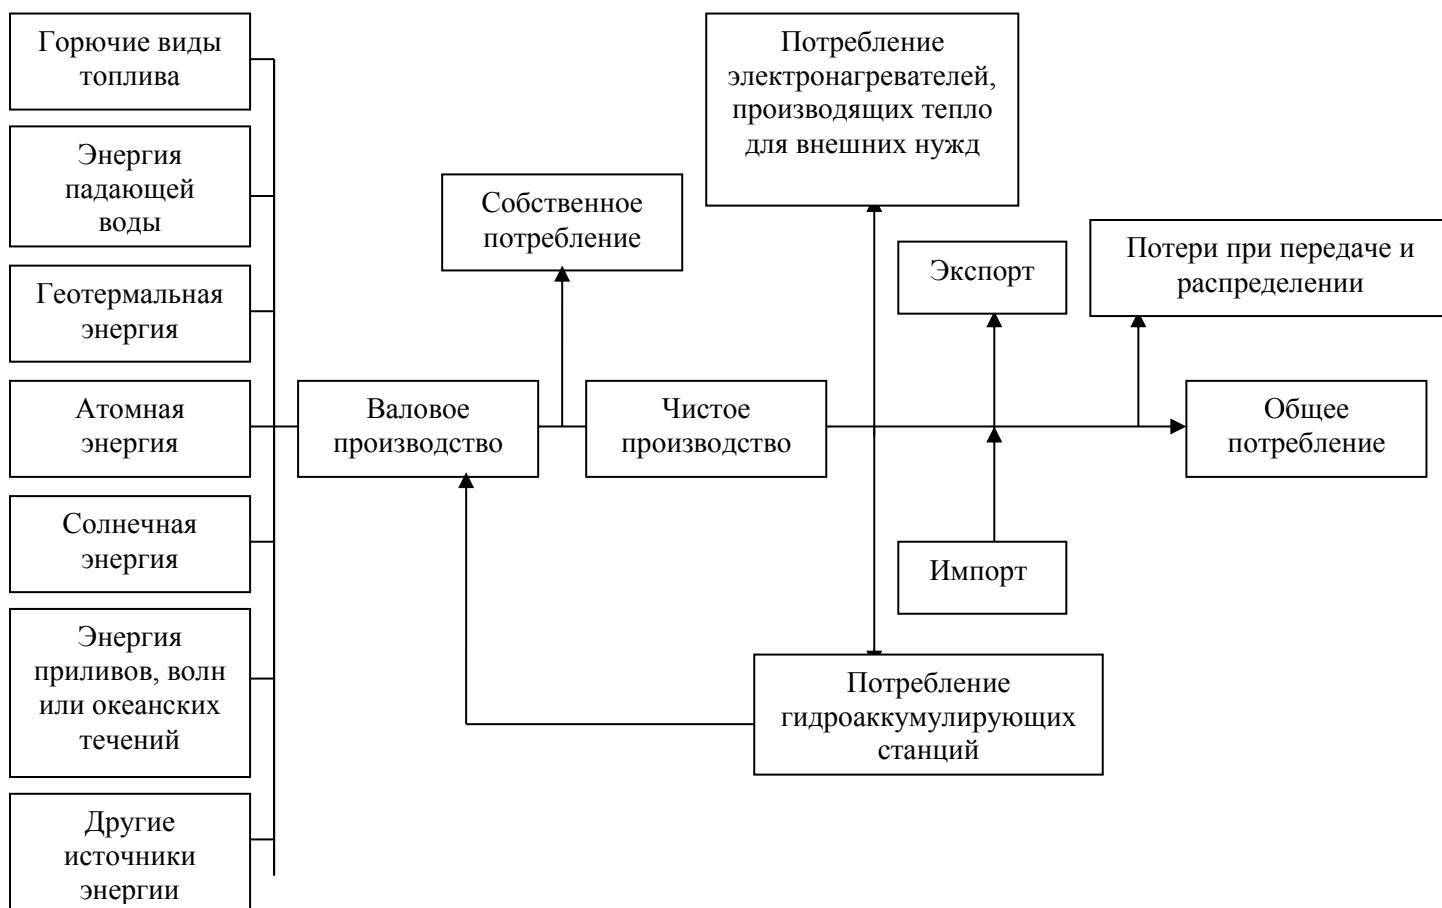 Горючие виды
топлива
Энергия
падающей
воды
Геотермальная
энергия
Атомная
энергия
Солнечная
энергия
Энергия
приливов, волн
или океанских
течений
Другие
источники
энергии
Валовое
производство
Собственное
потребление
Чистое
производство
Потребление
электронагревателей,
производящих тепло
для внешних нужд
Экспорт
Импорт
Потребление
гидроаккумулирующих
станций
Потери при передаче и
распределении
Общее
потребление